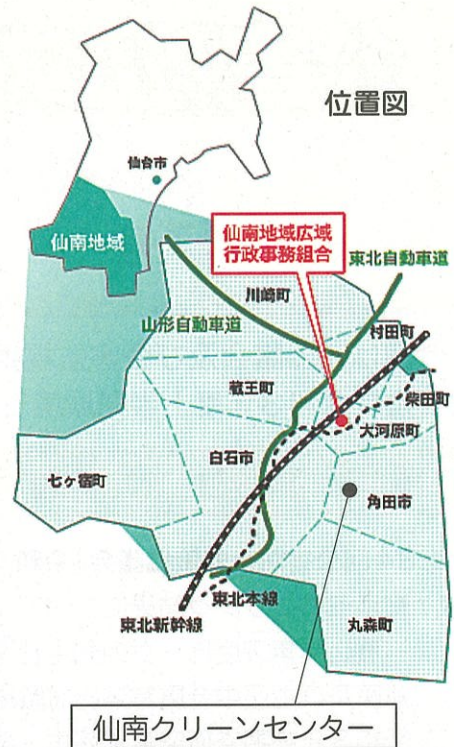 位置図
仙台市
仙南地域
仙南地域広域
行政事務組合
東北自動車道
川崎町
山形自動車道
村田町
蔵王町
柴田町
大河原町
白石市
七ヶ宿町
角田市
東北本線
東北新幹線
丸森町
仙南クリーンセンター